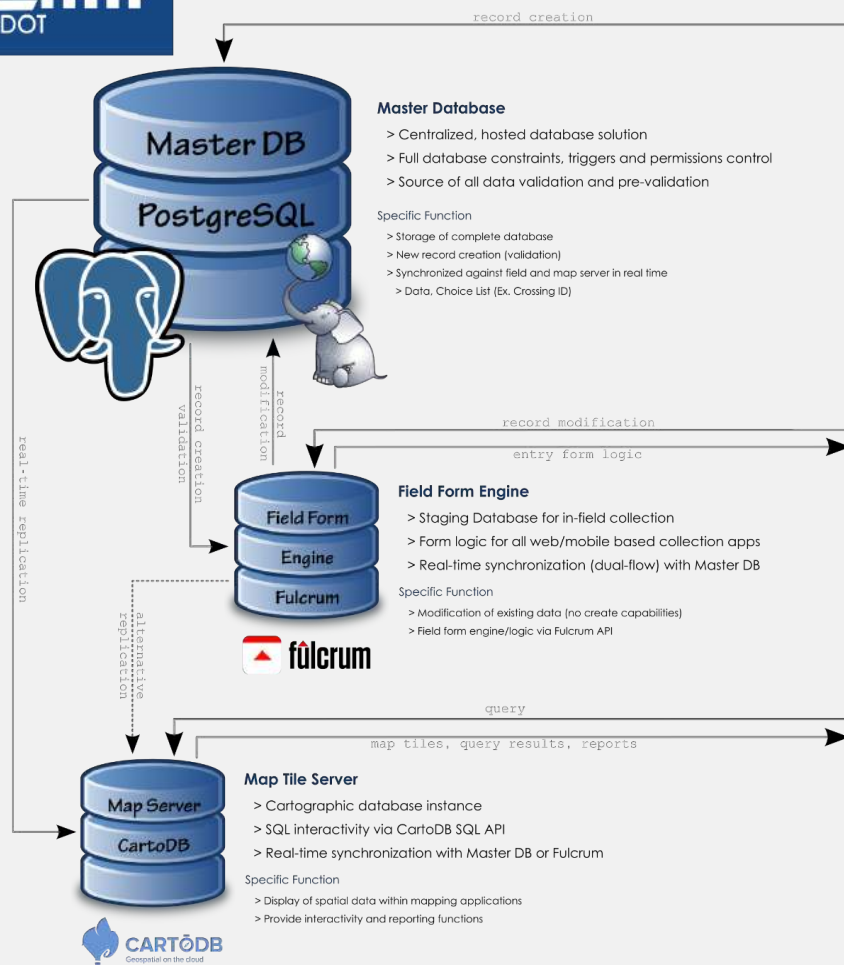 DOT
record creation
Master DB
PostgreSQL
Master Database
> Centralized, hosted database solution
> Full database constraints, triggers and permissions control
> Source of all data validation and pre-validation
Specific Function
> Storage of complete database
> New record creation (validation)
> Synchronized against field and map server in real time
> Data, Choice List (Ex. Crossing ID)
real-time replication
record creation
validation
record
modification
record modification
entry form logic
Field Form
Engine
Fulcrum
fûlcrum
Field Form Engine
> Staging Database for in-field collection
> Form logic for all web/mobile based collection apps
> Real-time synchronization (dual-flow) with Master DB
Specific Function
> Modification of existing data (no create capabilities)
> Field form engine/logic via Fulcrum API
alternative
replication
query
map tiles, query results, reports
Map Server
CartoDB
Map Tile Server
> Cartographic database instance
> SQL interactivity via CartoDB SQL API
> Real-time synchronization with Master DB or Fulcrum
Specific Function
> Display of spatial data within mapping applications
> Provide interactivity and reporting functions
CARTŌDB
Geospatial on the cloud